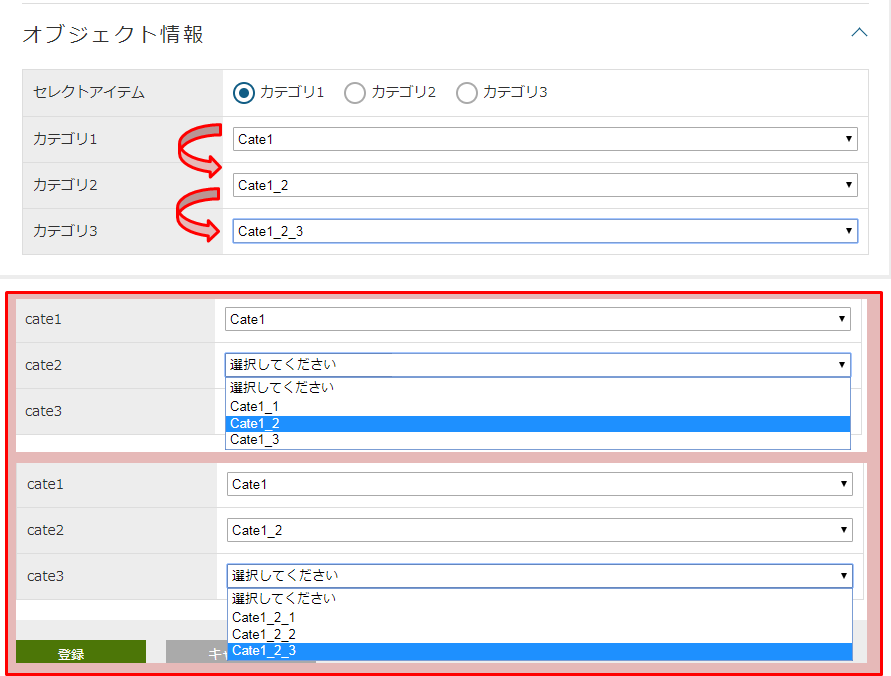 オブジェクト情報
セレクトアイテム カテゴリ1 カテゴリ2 カテゴリ3
カテゴリ1 Cate1
カテゴリ2 Cate1_2
カテゴリ3 Cate1_2_3
cate1 Cate1
cate2 選択してください
選択してください
cate3 Cate1_1
Cate1_2
Cate1_3
cate1 Cate1
cate2 Cate1_2
cate3 選択してください
選択してください
Cate1_2_1
Cate1_2_2
登録 キ Cate1_2_3